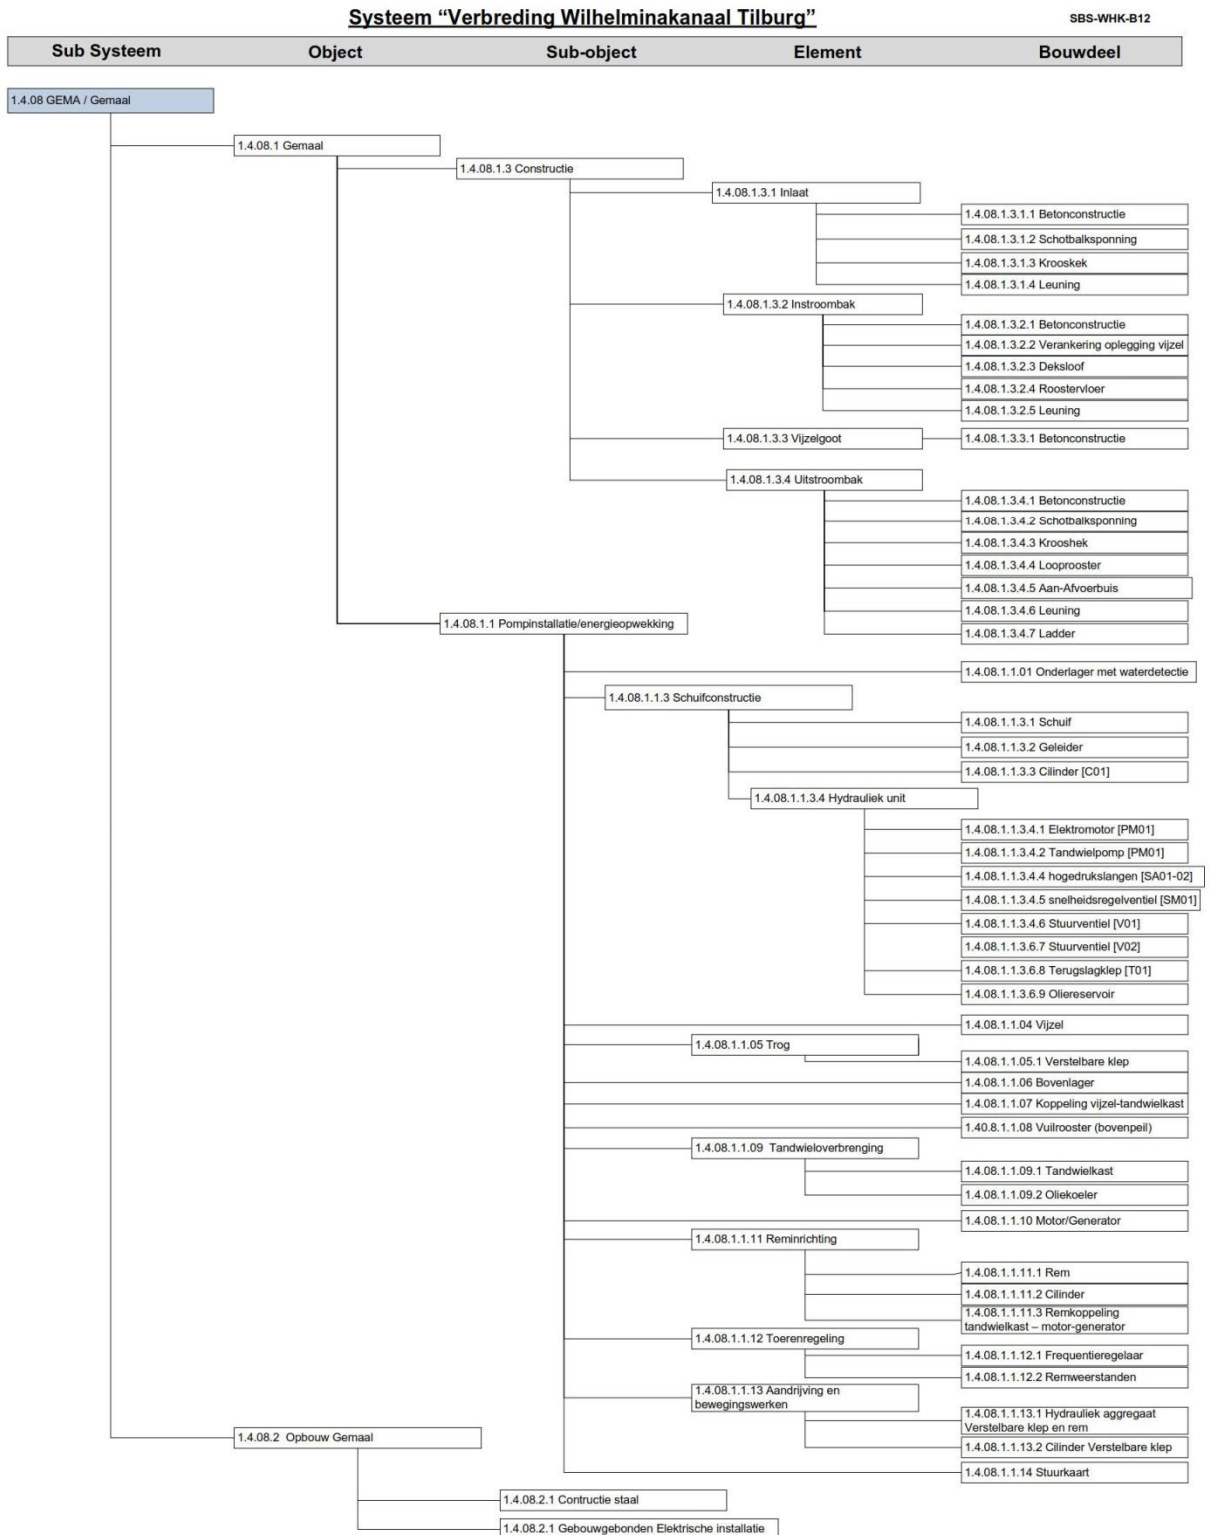 Systeem “Verbreding Wilhelminakanaal Tilburg”
SBS-WHK-B12
Sub Systeem
Object
Sub-object
Element
Bouwdeel
1.4.08 GEMA / Gemaal
1.4.08.1 Gemaal
1.4.08.1.3 Constructie
1.4.08.1.3.1 Inlaat
1.4.08.1.3.1.1 Betonconstructie
1.4.08.1.3.1.2 Schotbalksponning
1.4.08.1.3.1.3 Krooskek
1.4.08.1.3.1.4 Leuning
1.4.08.1.3.2 Instroombak
1.4.08.1.3.2.1 Betonconstructie
1.4.08.1.3.2.2 Verankering oplegging vijzel
1.4.08.1.3.2.3 Deksloof
1.4.08.1.3.2.4 Roostervloer
1.4.08.1.3.2.5 Leuning
1.4.08.1.3.3 Vijzelgoot
1.4.08.1.3.3.1 Betonconstructie
1.4.08.1.3.4 Uitstroombak
1.4.08.1.3.4.1 Betonconstructie
1.4.08.1.3.4.2 Schotbalksponning
1.4.08.1.3.4.3 Krooshek
1.4.08.1.3.4.4 Looprooster
1.4.08.1.3.4.5 Aan-Afvoerbuis
1.4.08.1.3.4.6 Leuning
1.4.08.1.3.4.7 Ladder
1.4.08.1.1 Pompinstallatie/energieopwekking
1.4.08.1.1.01 Onderlager met waterdetectie
1.4.08.1.1.3 Schuifconstructie
1.4.08.1.1.3.1 Schuif
1.4.08.1.1.3.2 Geleider
1.4.08.1.1.3.3 Cilinder [C01]
1.4.08.1.1.3.4 Hydrauliek unit
1.4.08.1.1.3.4.1 Elektromotor [PM01]
1.4.08.1.1.3.4.2 Tandwielpomp [PM01]
1.4.08.1.1.3.4.4 hogedrukslangen [SA01-02]
1.4.08.1.1.3.4.5 snelheidsregelventiel [SM01]
1.4.08.1.1.3.4.6 Stuurventiel [V01]
1.4.08.1.1.3.6.7 Stuurventiel [V02]
1.4.08.1.1.3.6.8 Terugslagklep [T01]
1.4.08.1.1.3.6.9 Oliereservoir
1.4.08.1.1.04 Vijzel
1.4.08.1.1.05 Trog
1.4.08.1.1.05.1 Verstelbare klep
1.4.08.1.1.06 Bovenlager
1.4.08.1.1.07 Koppeling vijzel-tandwielkast
1.40.8.1.1.08 Vuilrooster (bovenpeil)
1.4.08.1.1.09 Tandwieloverbrenging
1.4.08.1.1.09.1 Tandwielkast
1.4.08.1.1.09.2 Oliekoeler
1.4.08.1.1.10 Motor/Generator
1.4.08.1.1.11 Reminrichting
1.4.08.1.1.11.1 Rem
1.4.08.1.1.11.2 Cilinder
1.4.08.1.1.11.3 Remkoppeling
tandwielkast – motor-generator
1.4.08.1.1.12 Toerenregeling
1.4.08.1.1.12.1 Frequentieregelaar
1.4.08.1.1.12.2 Remweerstanden
1.4.08.1.1.13 Aandrijving en
bewegingswerken
1.4.08.1.1.13.1 Hydrauliek aggregaat
Verstelbare klep en rem
1.4.08.1.1.13.2 Cilinder Verstelbare klep
1.4.08.1.1.14 Stuurkaart
1.4.08.2 Opbouw Gemaal
1.4.08.2.1 Contructie staal
1.4.08.2.1 Gebouwgebonden Elektrische installatie